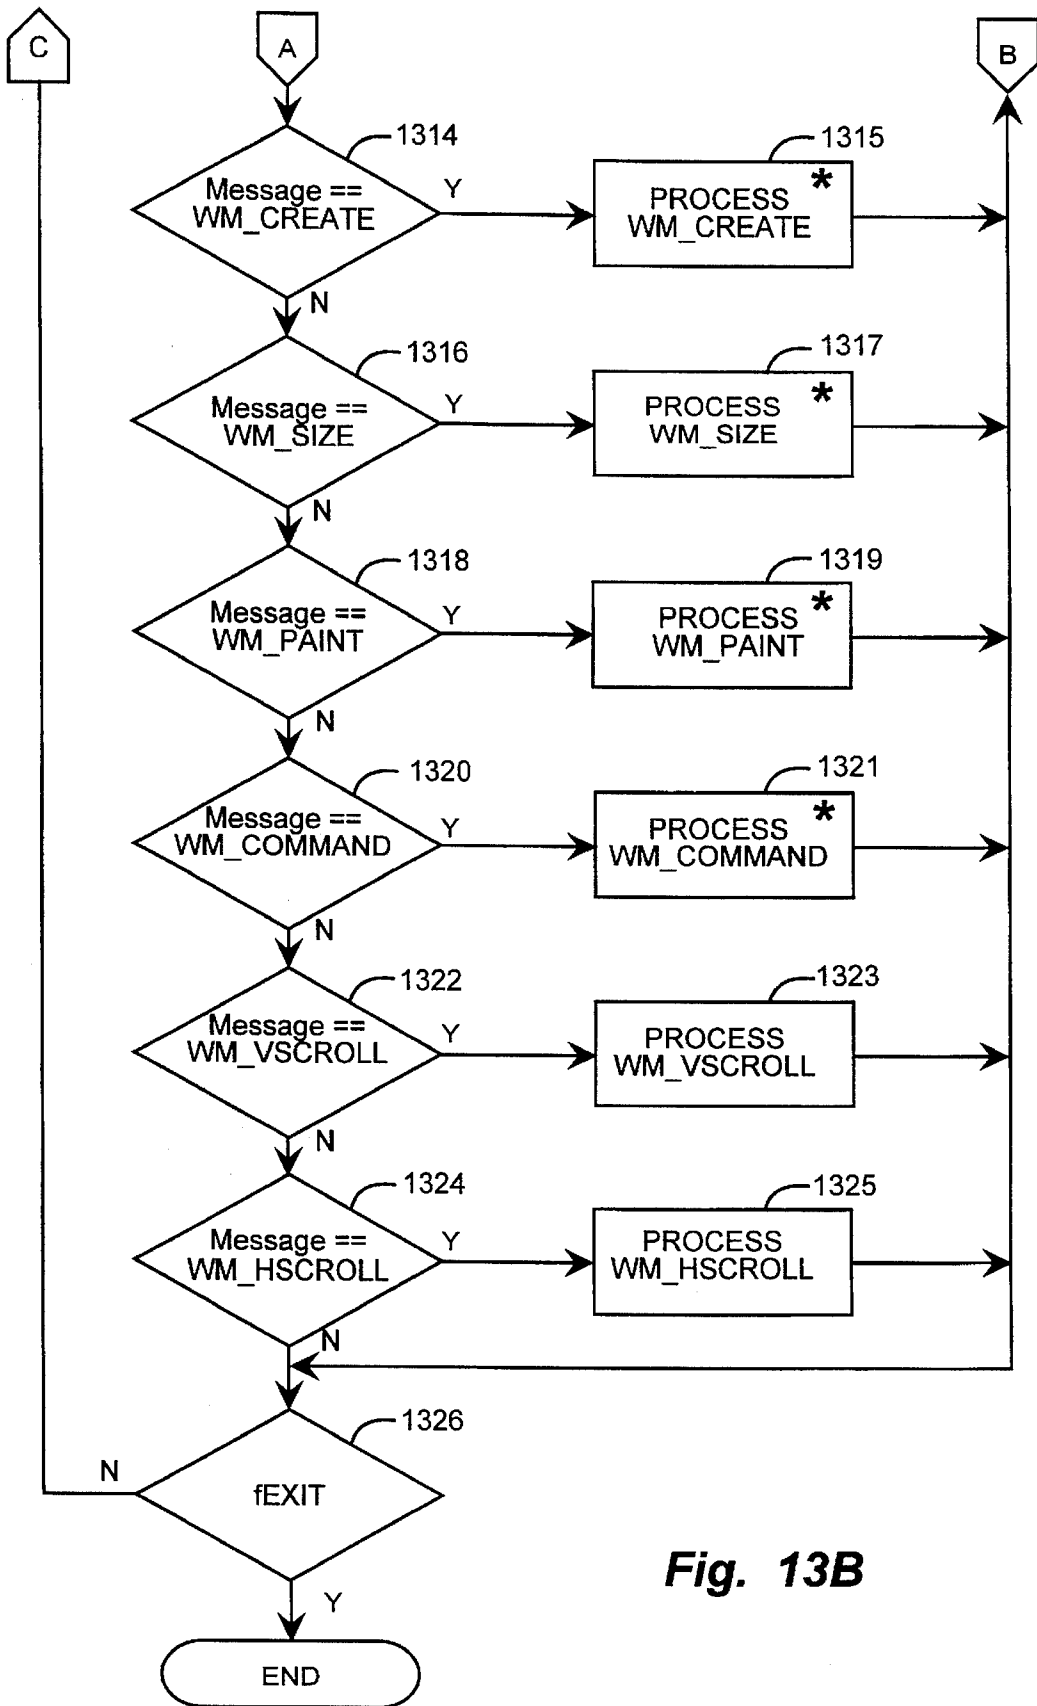 C
A
B
1314
Message ==
WM_CREATE
Y
1315
PROCESS *
WM_CREATE
N
1316
Message ==
WM_SIZE
Y
1317
PROCESS *
WM_SIZE
N
1318
Message ==
WM_PAINT
Y
1319
PROCESS *
WM_PAINT
N
1320
Message ==
WM_COMMAND
Y
1321
PROCESS *
WM_COMMAND
N
1322
Message ==
WM_VSCROLL
Y
1323
PROCESS
WM_VSCROLL
N
1324
Message ==
WM_HSCROLL
Y
1325
PROCESS
WM_HSCROLL
N
1326
N
fEXIT
Y
END
Fig. 13B